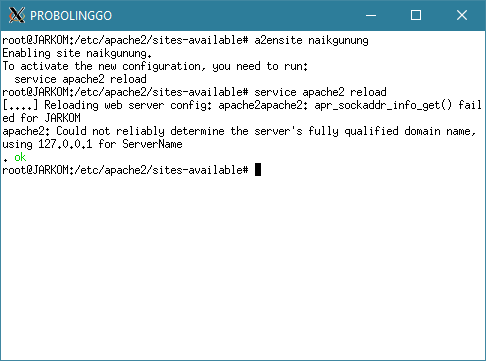 PROBOLINGGO
root@JARKOM:/etc/apache2/sites-available# a2ensite naikgunung
Enabling site naikgunung.
To activate the new configuration, you need to run:
  service apache2 reload
root@JARKOM:/etc/apache2/sites-available# service apache2 reload
[....] Reloading web server config: apache2apache2: apr_sockaddr_info_get() fail
ed for JARKOM
apache2: Could not reliably determine the server's fully qualified domain name,
using 127.0.0.1 for ServerName
. ok
root@JARKOM:/etc/apache2/sites-available#